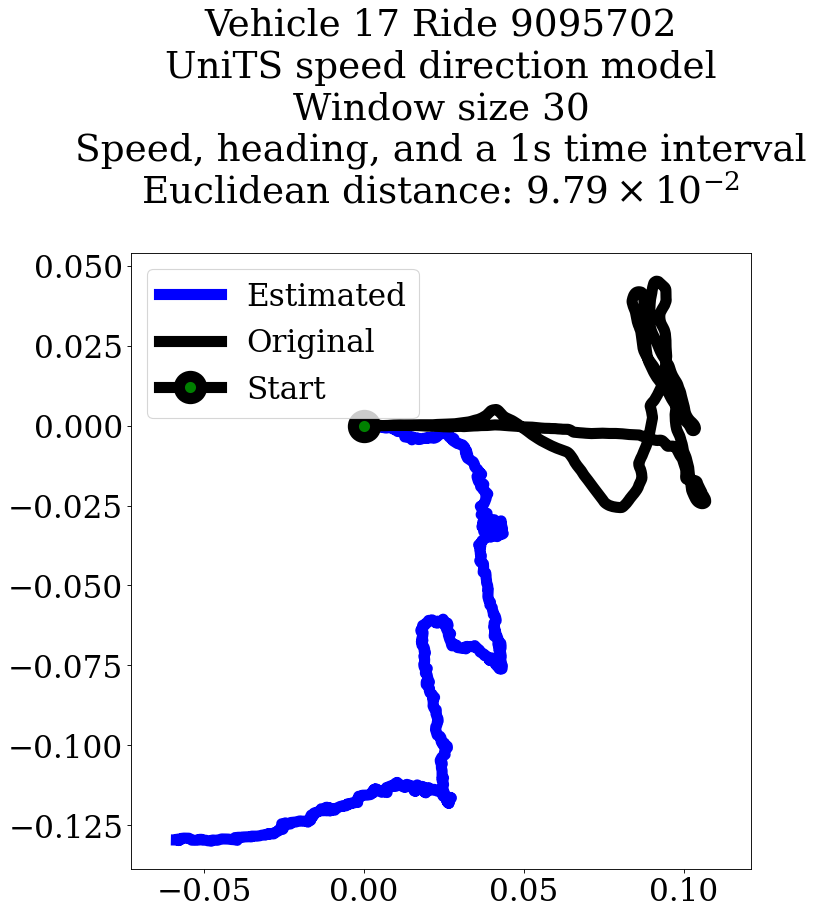 Vehicle 17 Ride 9095702
UniTS speed direction model
Window size 30
Speed, heading, and a 1s time interval
Euclidean distance: 9.79 × 10⁻²
Estimated
Original
Start
0.050
0.025
0.000
−0.025
−0.050
−0.075
−0.100
−0.125
−0.05 0.00 0.05 0.10